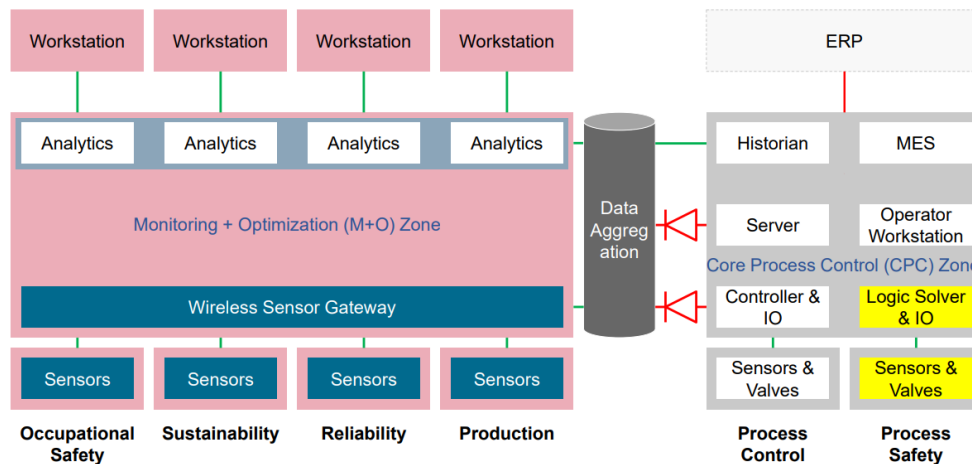 Workstation
Workstation
Workstation
Workstation
ERP
Analytics
Analytics
Analytics
Analytics
Historian
MES
Monitoring + Optimization (M+O) Zone
Data
Aggreg
ation
Server
Operator
Workstation
Core Process Control (CPC) Zone
Wireless Sensor Gateway
Controller &
IO
Logic Solver
& IO
Sensors
Sensors
Sensors
Sensors
Sensors &
Valves
Sensors &
Valves
Occupational
Safety
Sustainability
Reliability
Production
Process
Control
Process
Safety